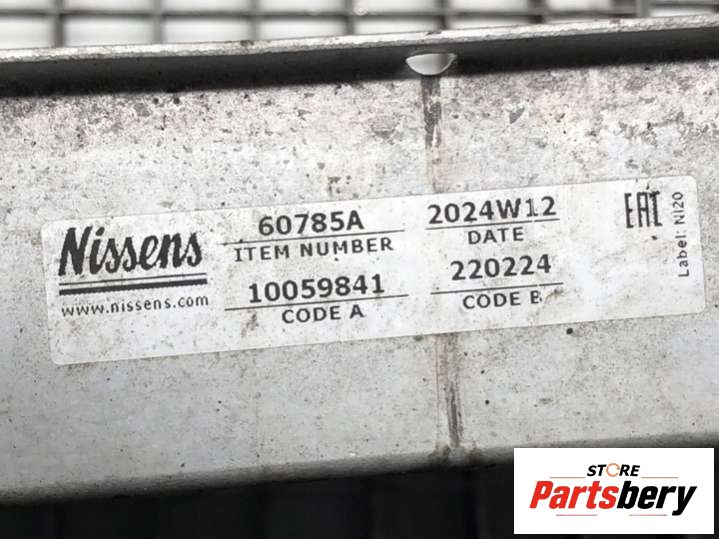 Nissens
www.nissens.com
60785A
ITEM NUMBER
10059841
CODE A
2024W12
DATE
220224
CODE B
EAC
Label: NI20
STORE
Partsbery